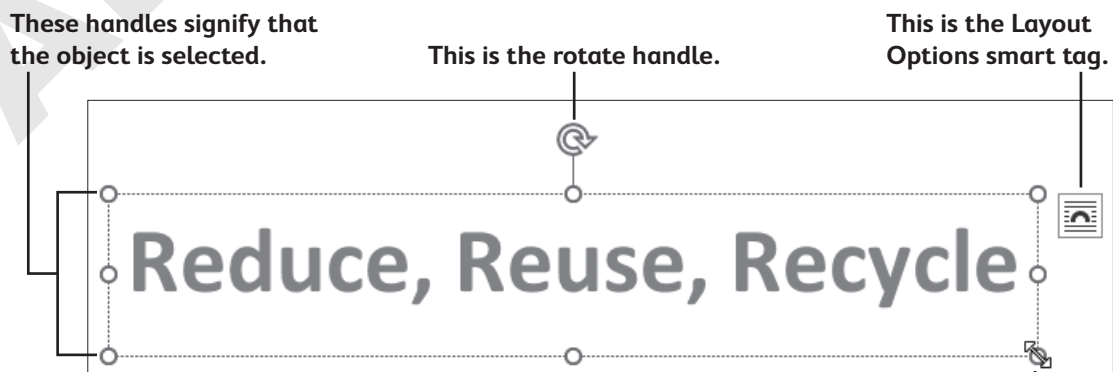 These handles signify that
the object is selected.
This is the rotate handle.
This is the Layout
Options smart tag.
Reduce, Reuse, Recycle